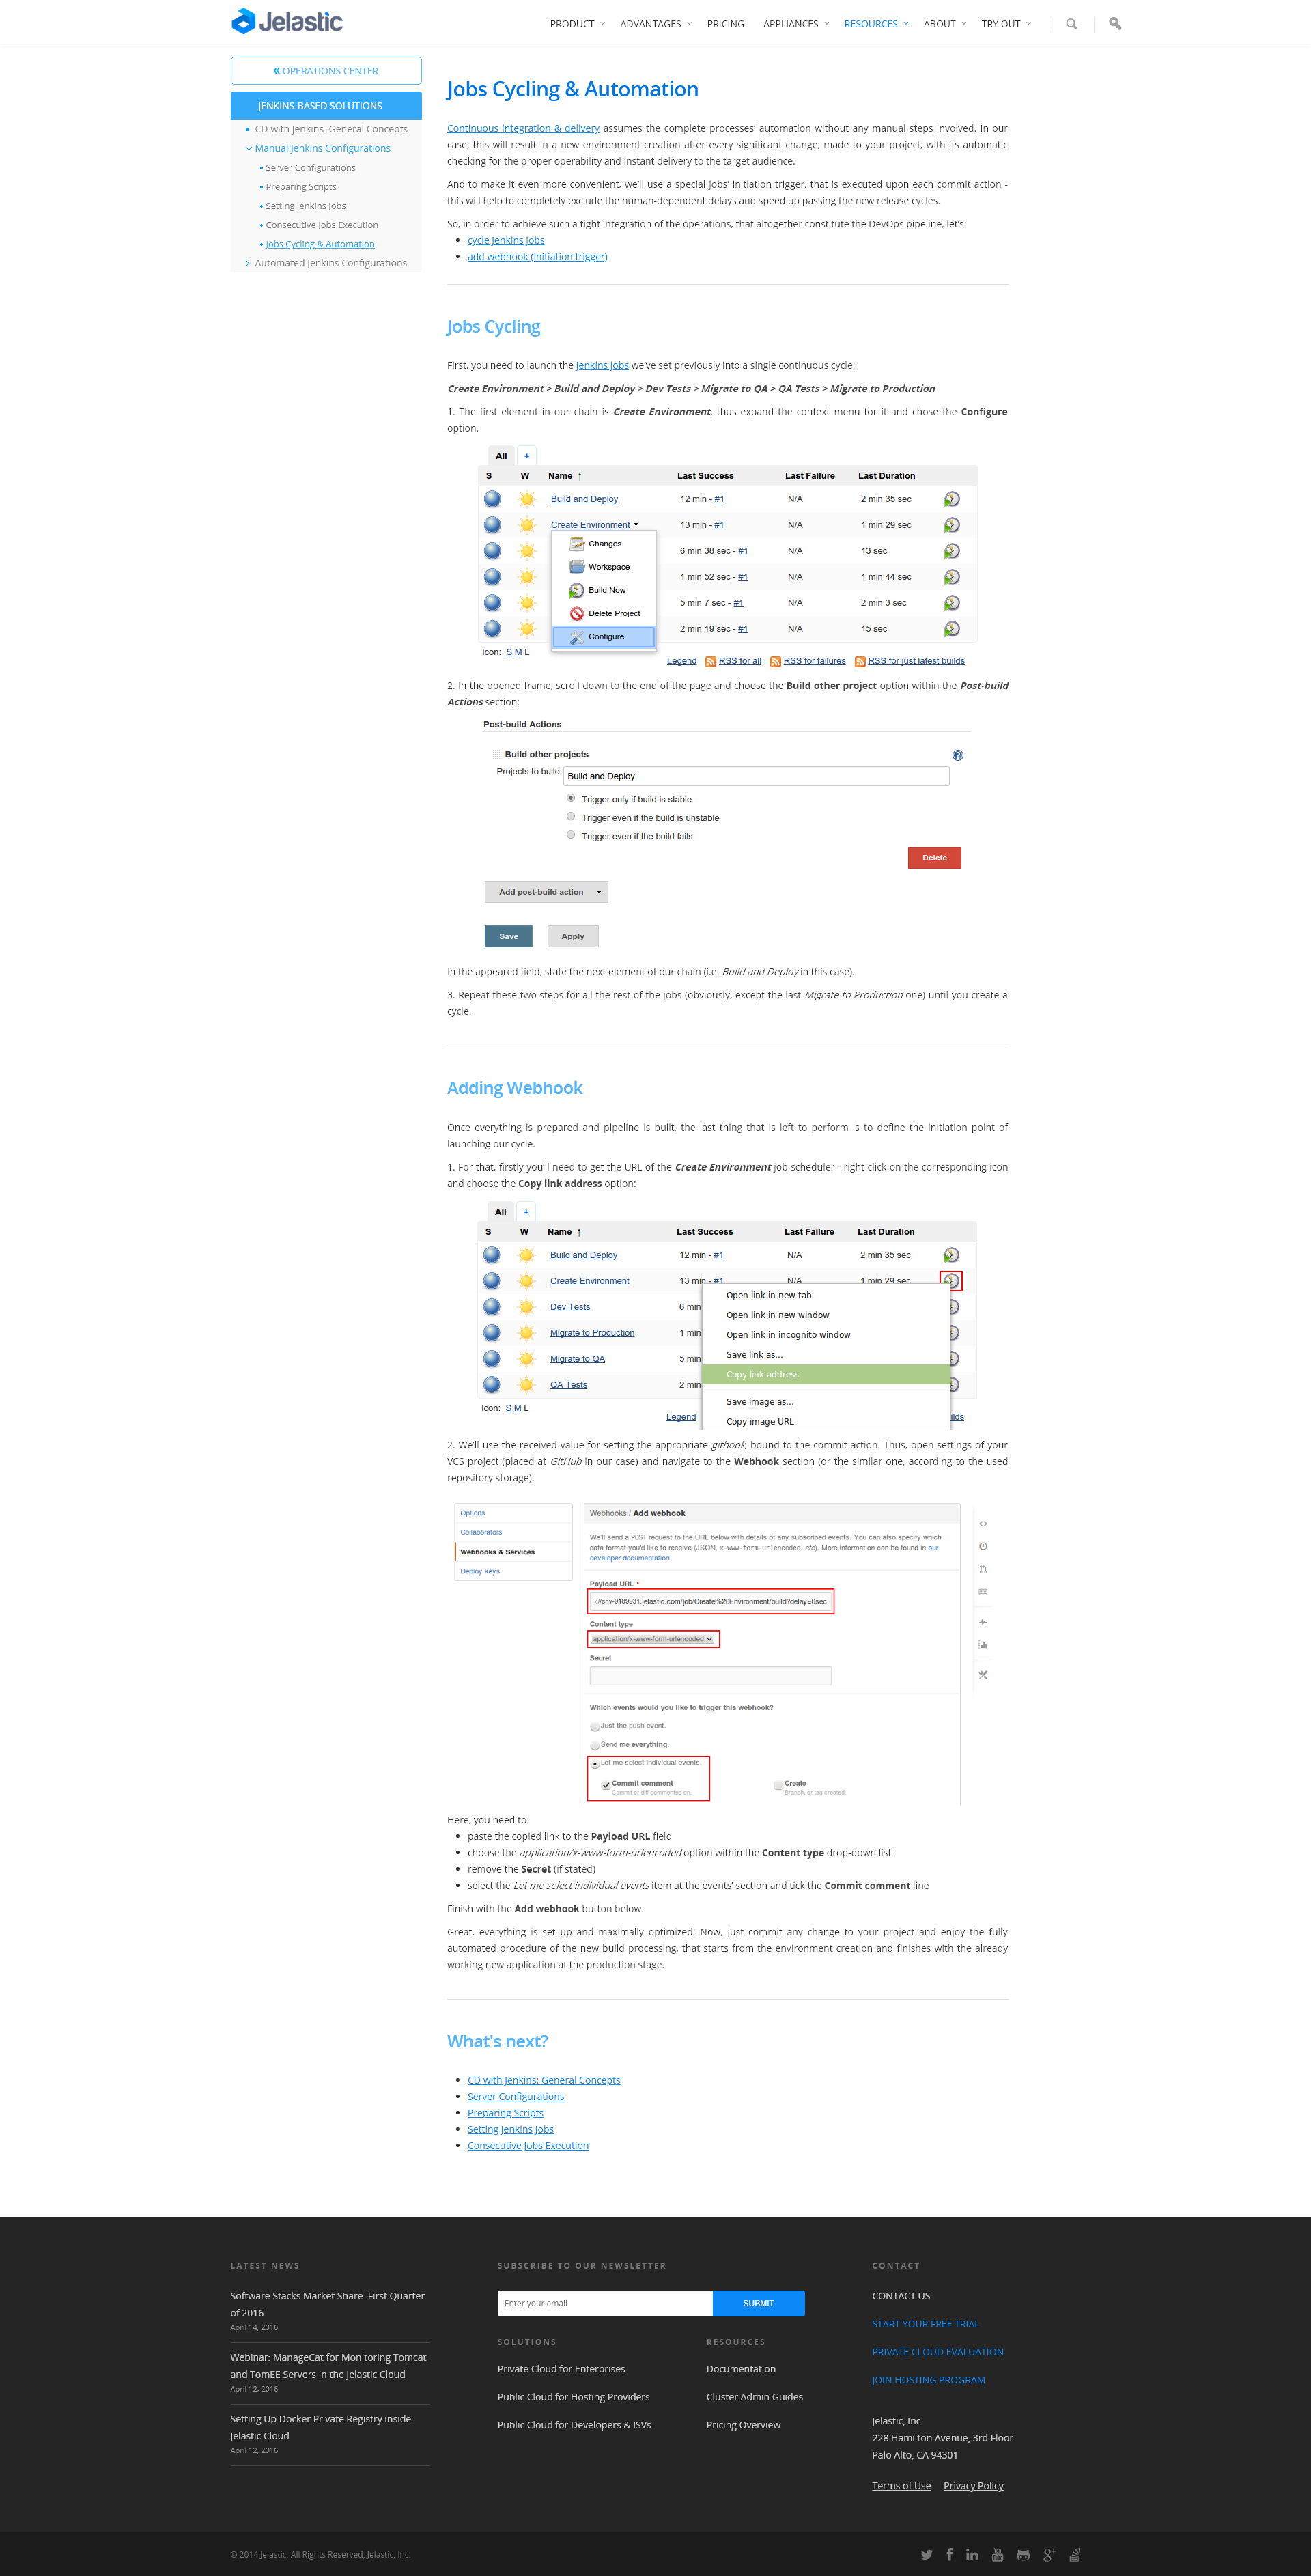 Jelastic
PRODUCT ADVANTAGES PRICING APPLIANCES RESOURCES ABOUT TRY OUT
« OPERATIONS CENTER
JENKINS-BASED SOLUTIONS
CD with Jenkins: General Concepts
Manual Jenkins Configurations
Server Configurations
Preparing Scripts
Setting Jenkins Jobs
Consecutive Jobs Execution
Jobs Cycling & Automation
Automated Jenkins Configurations
Jobs Cycling & Automation
Continuous integration & delivery assumes the complete processes' automation without any manual steps involved. In our
case, this will result in a new environment creation after every significant change, made to your project, with its automatic
checking for the proper operability and instant delivery to the target audience.
And to make it even more convenient, we'll use a special jobs' initiation trigger, that is executed upon each commit action -
this will help to completely exclude the human-dependent delays and speed up passing the new release cycles.
So, in order to achieve such a tight integration of the operations, that altogether constitute the DevOps pipeline, let's:
cycle Jenkins jobs
add webhook (initiation trigger)
Jobs Cycling
First, you need to launch the Jenkins jobs we've set previously into a single continuous cycle:
Create Environment > Build and Deploy > Dev Tests > Migrate to QA > QA Tests > Migrate to Production
1. The first element in our chain is Create Environment, thus expand the context menu for it and chose the Configure
option.
All +
S W Name ↑ Last Success Last Failure Last Duration
Build and Deploy 12 min - #1 N/A 2 min 35 sec
Create Environment 13 min - #1 N/A 1 min 29 sec
Changes 6 min 38 sec - #1 N/A 13 sec
Workspace 1 min 52 sec - #1 N/A 1 min 44 sec
Build Now
Delete Project 5 min 7 sec - #1 N/A 2 min 3 sec
Configure 2 min 19 sec - #1 N/A 15 sec
Icon: S M L
Legend RSS for all RSS for failures RSS for just latest builds
2. In the opened frame, scroll down to the end of the page and choose the Build other project option within the Post-build
Actions section:
Post-build Actions
Build other projects ?
Projects to build Build and Deploy
Trigger only if build is stable
Trigger even if the build is unstable
Trigger even if the build fails
Delete
Add post-build action
Save Apply
In the appeared field, state the next element of our chain (i.e. Build and Deploy in this case).
3. Repeat these two steps for all the rest of the jobs (obviously, except the last Migrate to Production one) until you create a
cycle.
Adding Webhook
Once everything is prepared and pipeline is built, the last thing that is left to perform is to define the initiation point of
launching our cycle.
1. For that, firstly you'll need to get the URL of the Create Environment job scheduler - right-click on the corresponding icon
and choose the Copy link address option:
All +
S W Name ↑ Last Success Last Failure Last Duration
Build and Deploy 12 min - #1 N/A 2 min 35 sec
Create Environment 13 min - #1 N/A 1 min 29 sec
Open link in new tab
Dev Tests 6 min Open link in new window
Migrate to Production 1 min Open link in incognito window
Save link as...
Migrate to QA 5 min
Copy link address
QA Tests 2 min
Save image as...
Icon: S M L
Legend Copy image URL ilds
2. We'll use the received value for setting the appropriate githook, bound to the commit action. Thus, open settings of your
VCS project (placed at GitHub in our case) and navigate to the Webhook section (or the similar one, according to the used
repository storage).
Options
Collaborators
Webhooks & Services
Deploy keys
Webhooks / Add webhook
We'll send a POST request to the URL below with details of any subscribed events. You can also specify which
data format you'd like to receive (JSON, x-www-form-urlencoded, etc). More information can be found in our
developer documentation.
Payload URL *
://env-9189931.jelastic.com/job/Create%20Environment/build?delay=0sec
Content type
application/x-www-form-urlencoded
Secret
Which events would you like to trigger this webhook?
Just the push event.
Send me everything.
Let me select individual events.
Commit comment Create
Commit or diff commented on. Branch, or tag created.
Here, you need to:
paste the copied link to the Payload URL field
choose the application/x-www-form-urlencoded option within the Content type drop-down list
remove the Secret (if stated)
select the Let me select individual events item at the events' section and tick the Commit comment line
Finish with the Add webhook button below.
Great, everything is set up and maximally optimized! Now, just commit any change to your project and enjoy the fully
automated procedure of the new build processing, that starts from the environment creation and finishes with the already
working new application at the production stage.
What's next?
CD with Jenkins: General Concepts
Server Configurations
Preparing Scripts
Setting Jenkins Jobs
Consecutive Jobs Execution
LATEST NEWS
Software Stacks Market Share: First Quarter
of 2016
April 14, 2016
Webinar: ManageCat for Monitoring Tomcat
and TomEE Servers in the Jelastic Cloud
April 12, 2016
Setting Up Docker Private Registry inside
Jelastic Cloud
April 12, 2016
SUBSCRIBE TO OUR NEWSLETTER
Enter your email SUBMIT
SOLUTIONS
Private Cloud for Enterprises
Public Cloud for Hosting Providers
Public Cloud for Developers & ISVs
RESOURCES
Documentation
Cluster Admin Guides
Pricing Overview
CONTACT
CONTACT US
START YOUR FREE TRIAL
PRIVATE CLOUD EVALUATION
JOIN HOSTING PROGRAM
Jelastic, Inc.
228 Hamilton Avenue, 3rd Floor
Palo Alto, CA 94301
Terms of Use Privacy Policy
© 2014 Jelastic. All Rights Reserved, Jelastic, Inc.